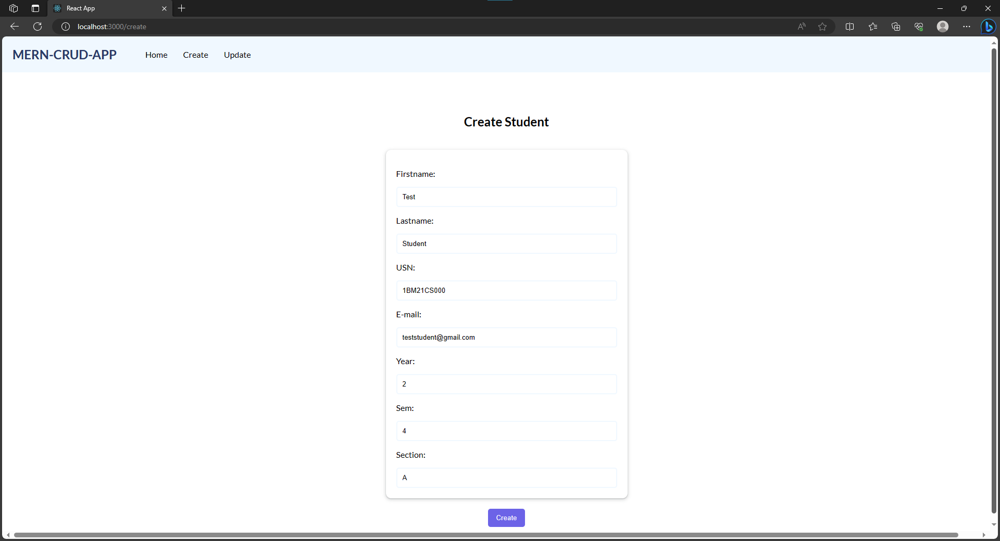 React App
localhost:3000/create
MERN-CRUD-APP Home Create Update
Create Student
Firstname:
Test
Lastname:
Student
USN:
1BM21CS000
E-mail:
teststudent@gmail.com
Year:
2
Sem:
4
Section:
A
Create